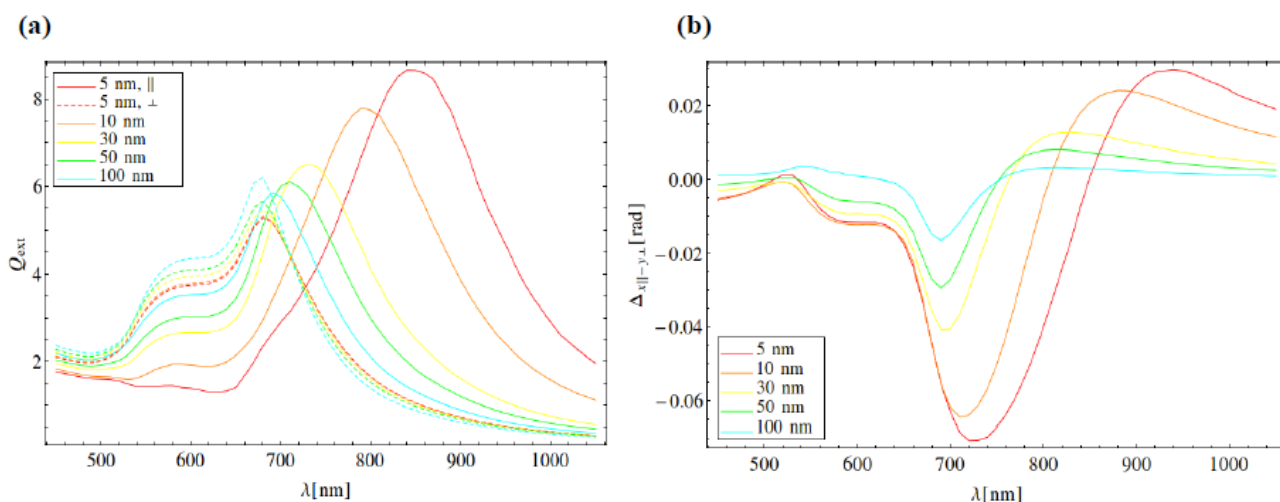 (a)
(b)
Q_ext
8
6
4
2
5 nm, ||
5 nm, ⊥
10 nm
30 nm
50 nm
100 nm
500 600 700 800 900 1000
λ[nm]
Δ_x||−y⊥[rad]
0.02
0.00
−0.02
−0.04
−0.06
5 nm
10 nm
30 nm
50 nm
100 nm
500 600 700 800 900 1000
λ[nm]